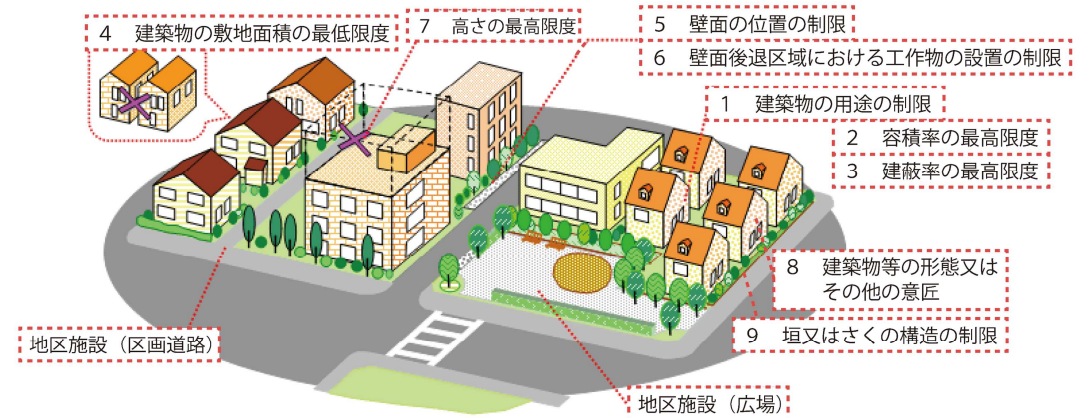 4 建築物の敷地面積の最低限度
7 高さの最高限度
5 壁面の位置の制限
6 壁面後退区域における工作物の設置の制限
1 建築物の用途の制限
2 容積率の最高限度
3 建蔽率の最高限度
8 建築物等の形態又は
その他の意匠
9 垣又はさくの構造の制限
地区施設（区画道路）
地区施設（広場）